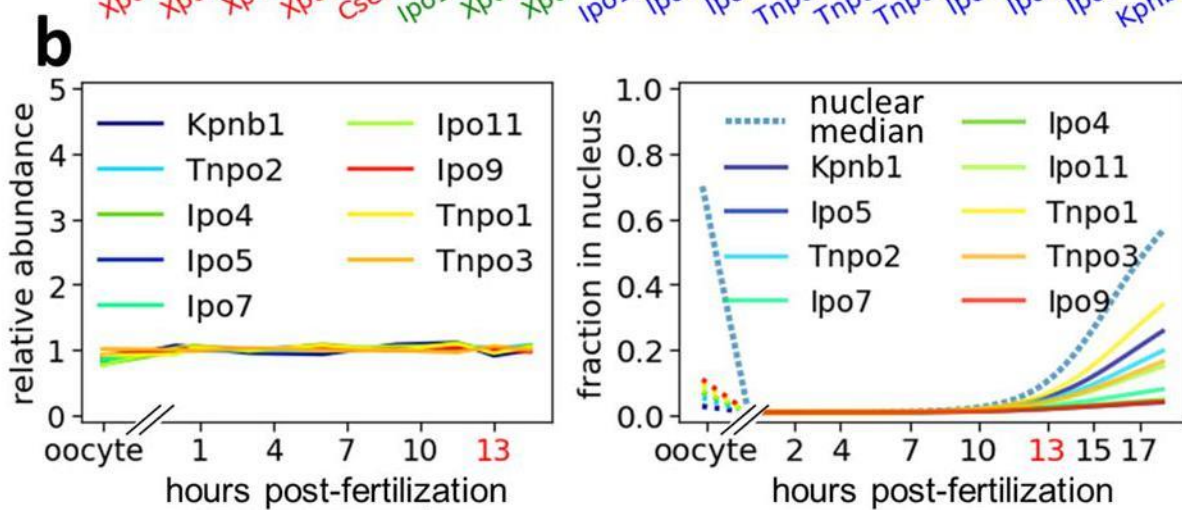 b
relative abundance
5
4
3
2
1
0
Kpnb1
Tnpo2
Ipo4
Ipo5
Ipo7
Ipo11
Ipo9
Tnpo1
Tnpo3
oocyte 1 4 7 10 13
hours post-fertilization
fraction in nucleus
1.0
0.8
0.6
0.4
0.2
0.0
nuclear
median
Kpnb1
Ipo5
Tnpo2
Ipo7
Ipo4
Ipo11
Tnpo1
Tnpo3
Ipo9
oocyte 2 4 7 10 13 15 17
hours post-fertilization